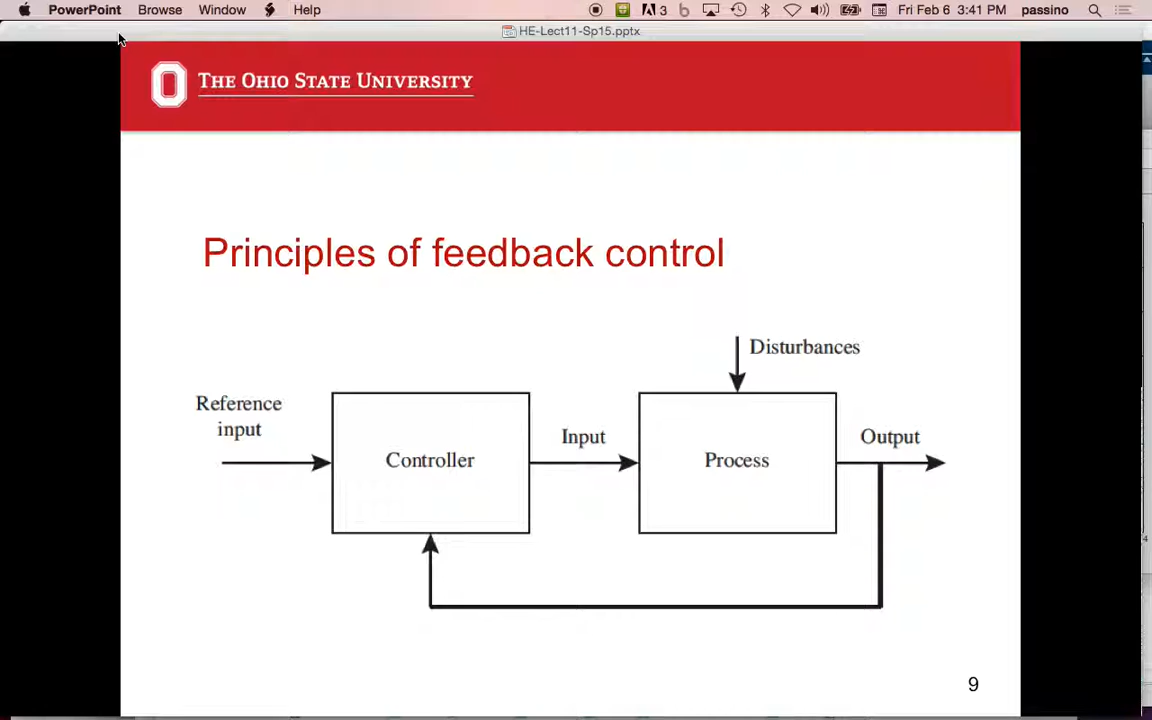 PowerPoint Browse Window Help 3 Fri Feb 6 3:41 PM passino
HE-Lect11-Sp15.pptx
THE OHIO STATE UNIVERSITY
Principles of feedback control
Disturbances
Reference
input
Controller
Input
Process
Output
9